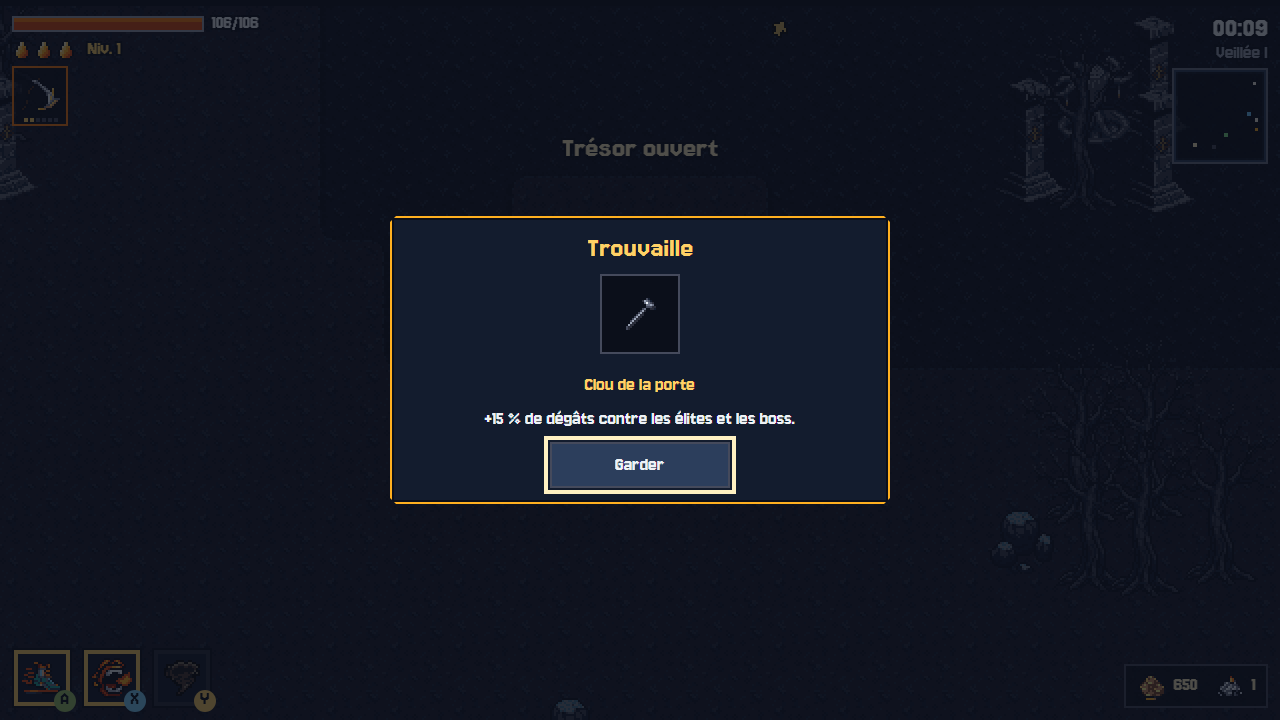 106/106
Niv. 1
00:09
Veillée I
Trésor ouvert
Trouvaille
Clou de la porte
+15 % de dégâts contre les élites et les boss.
Garder
A
X
Y
650
1